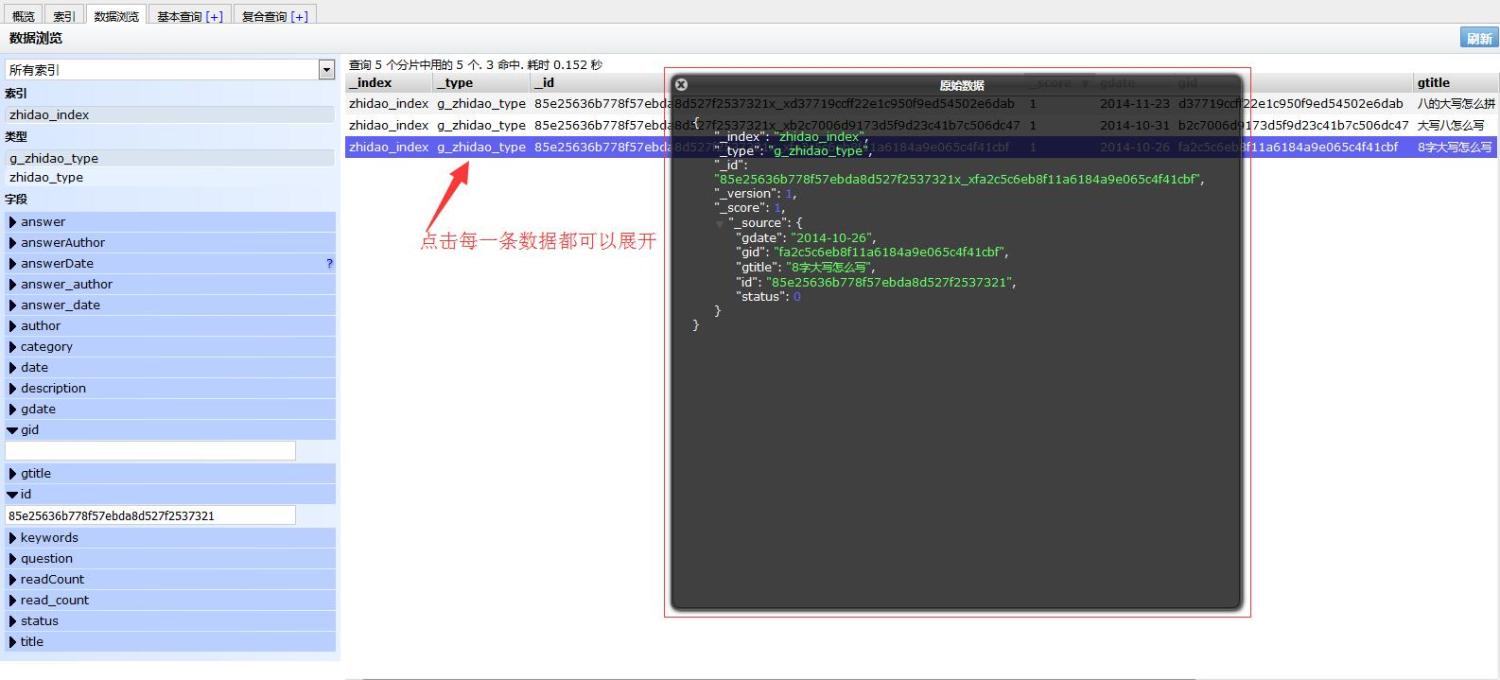 概览 索引 数据浏览 基本查询 [+] 复合查询 [+]
数据浏览
刷新
所有索引
索引
zhidao_index
类型
g_zhidao_type
zhidao_type
字段
answer
answerAuthor
answerDate ?
answer_author
answer_date
author
category
date
description
gdate
gid
gtitle
id
85e25636b778f57ebda8d527f2537321
keywords
question
readCount
read_count
status
title
查询 5 个分片中用的 5 个. 3 命中. 耗时 0.152 秒
_index _type _id _score ▼ gdate gid gtitle
zhidao_index g_zhidao_type 85e25636b778f57ebda8d527f2537321x_xd37719ccff22e1c950f9ed54502e6dab 1 2014-11-23 d37719ccff22e1c950f9ed54502e6dab 八的大写怎么拼
zhidao_index g_zhidao_type 85e25636b778f57ebda8d527f2537321x_xb2c7006d9173d5f9d23c41b7c506dc47 1 2014-10-31 b2c7006d9173d5f9d23c41b7c506dc47 大写八怎么写
zhidao_index g_zhidao_type 85e25636b778f57ebda8d527f2537321x_xfa2c5c6eb8f11a6184a9e065c4f41cbf 1 2014-10-26 fa2c5c6eb8f11a6184a9e065c4f41cbf 8字大写怎么写
点击每一条数据都可以展开
原始数据
{
"_index": "zhidao_index",
"_type": "g_zhidao_type",
"_id":
"85e25636b778f57ebda8d527f2537321x_xfa2c5c6eb8f11a6184a9e065c4f41cbf",
"_version": 1,
"_score": 1,
"_source": {
"gdate": "2014-10-26",
"gid": "fa2c5c6eb8f11a6184a9e065c4f41cbf",
"gtitle": "8字大写怎么写",
"id": "85e25636b778f57ebda8d527f2537321",
"status": 0
}
}